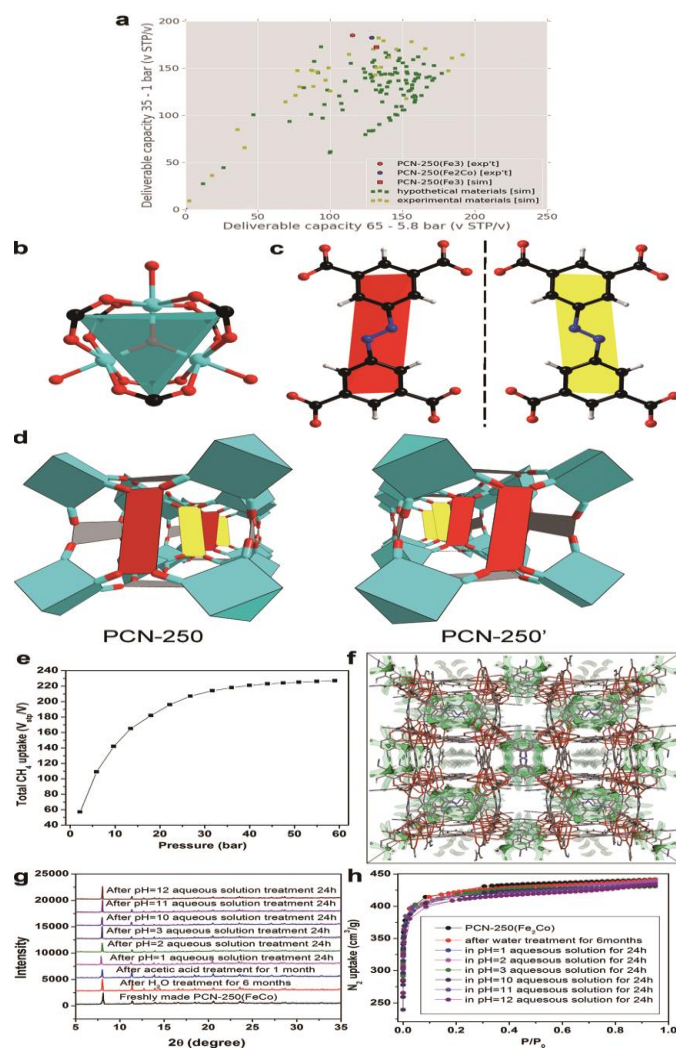 a
Deliverable capacity 35 - 1 bar (v STP/v)
200
150
100
50
0
PCN-250(Fe3) [exp't]
PCN-250(Fe2Co) [exp't]
PCN-250(Fe3) [sim]
hypothetical materials [sim]
experimental materials [sim]
0 50 100 150 200 250
Deliverable capacity 65 - 5.8 bar (v STP/v)
b
c
d
PCN-250
PCN-250'
e
Total CH4 uptake (Vstp/V)
240
220
200
180
160
140
120
100
80
60
40
0 10 20 30 40 50 60
Pressure (bar)
f
g
Intensity
25000
20000
15000
10000
5000
0
After pH=12 aqueous solution treatment 24h
After pH=11 aqueous solution treatment 24h
After pH=10 aqueous solution treatment 24h
After pH=3 aqueous solution treatment 24h
After pH=2 aqueous solution treatment 24h
After pH=1 aqueous solution treatment 24h
After acetic acid treatment for 1 month
After H2O treatment for 6 months
Freshly made PCN-250(FeCo)
5 10 15 20 25 30 35
2θ (degree)
h
N2 uptake (cm3/g)
450
400
350
300
250
PCN-250(Fe2Co)
after water treatment for 6months
in pH=1 aqueous solution for 24h
in pH=2 aqueous solution for 24h
in pH=3 aqueous solution for 24h
in pH=10 aqueous solution for 24h
in pH=11 aqueous solution for 24h
in pH=12 aqueous solution for 24h
0.0 0.2 0.4 0.6 0.8 1.0
P/Po